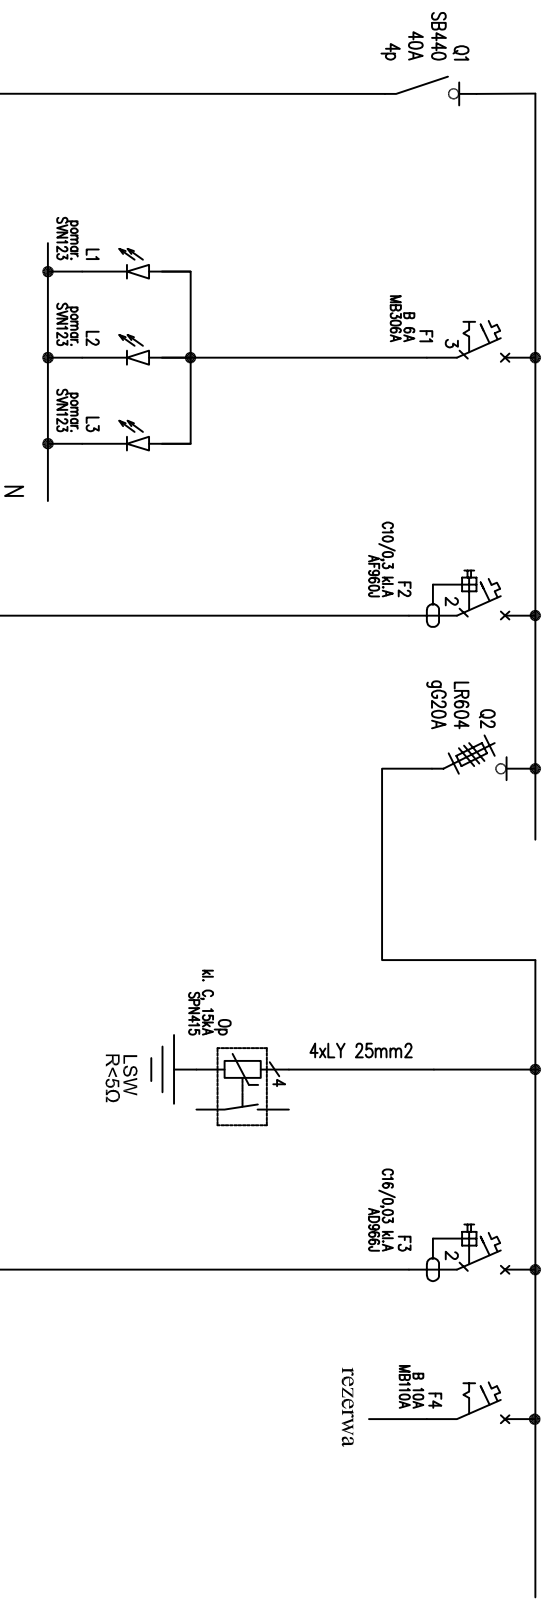 Q1
SB440
40A
4p
L1
pomar.
SVN123
L2
pomar.
SVN123
L3
pomar.
SVN123
N
F1
B 6A
MB306A
3
F2
C10/0,3 kl.A
AF960J
2
Q2
LR604
gG20A
Op
kl. C, 15kA
SPN415
4
4xLY 25mm2
LSW
R<5Ω
F3
C16/0,03 kl.A
AD966J
2
F4
B 10A
MB110A
rezerwa